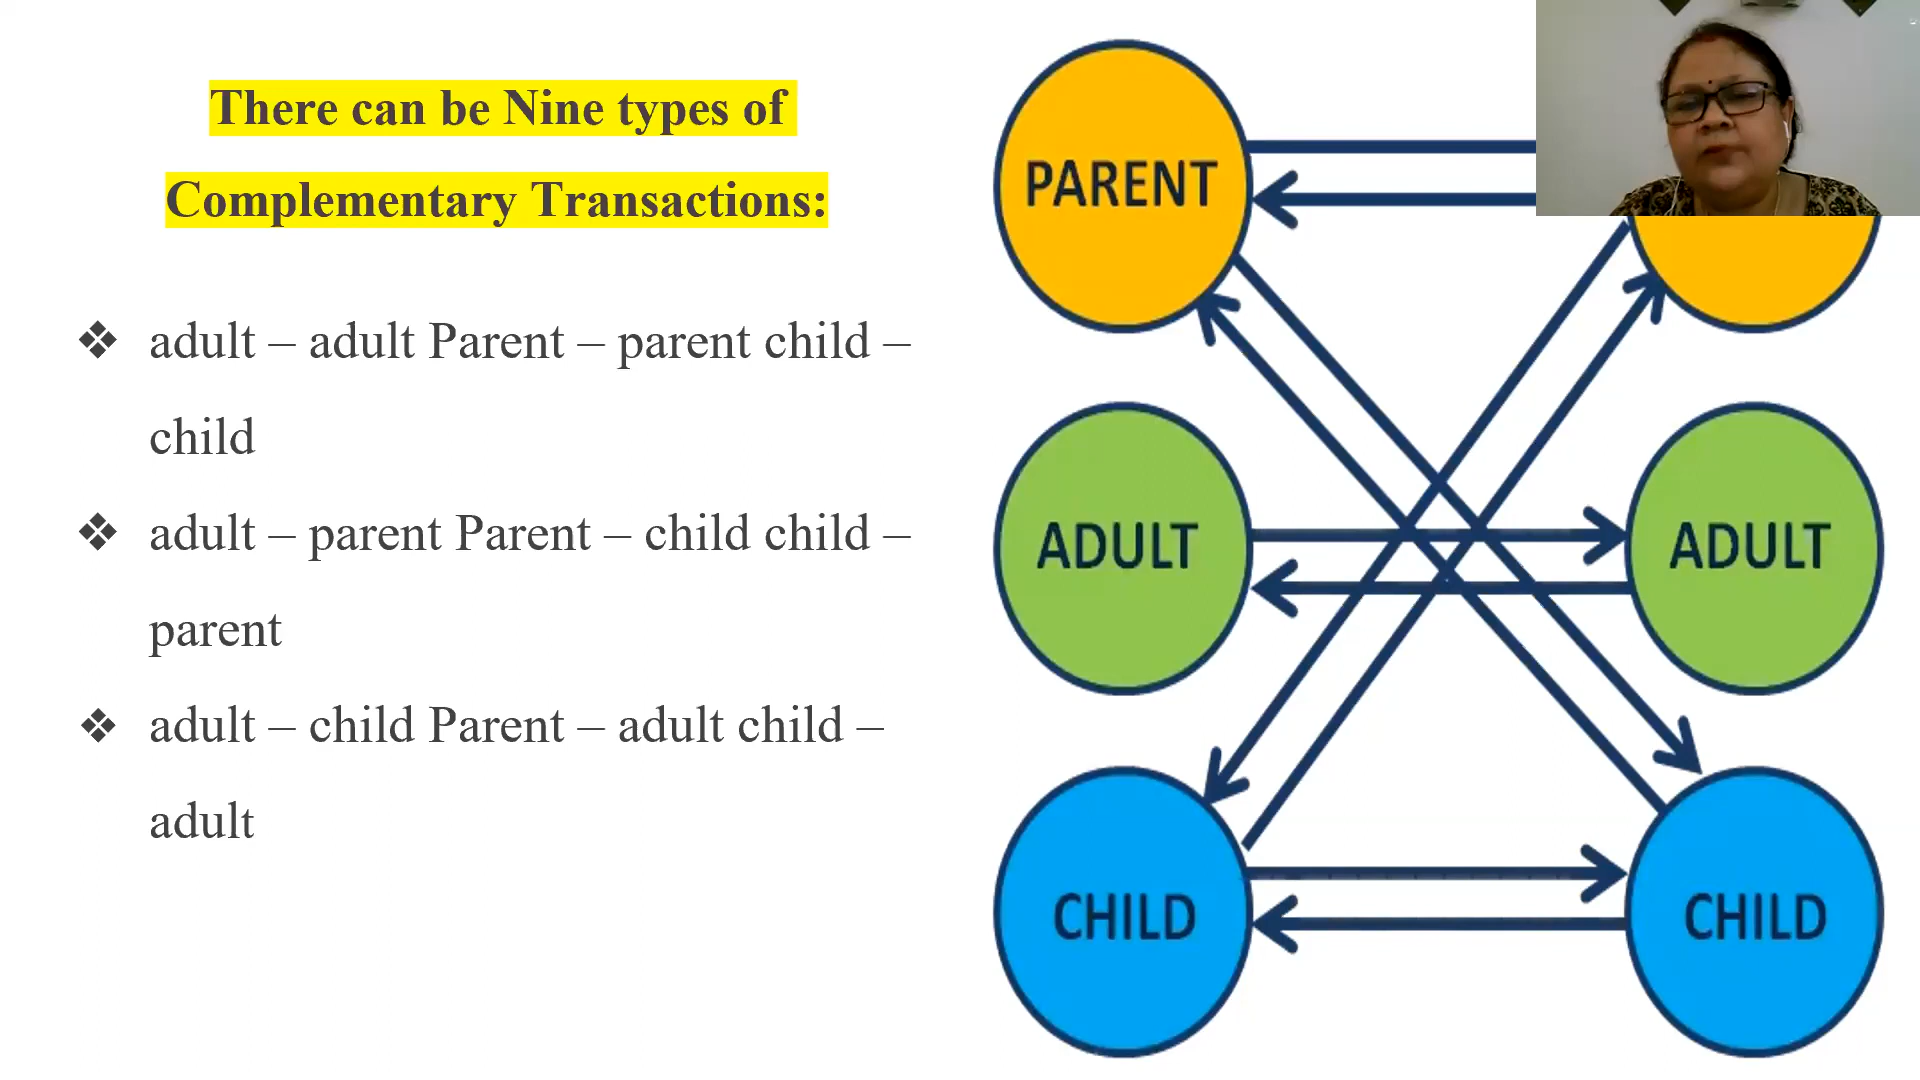 There can be Nine types of
Complementary Transactions:
❖ adult – adult Parent – parent child –
child
❖ adult – parent Parent – child child –
parent
❖ adult – child Parent – adult child –
adult
PARENT
ADULT
ADULT
CHILD
CHILD